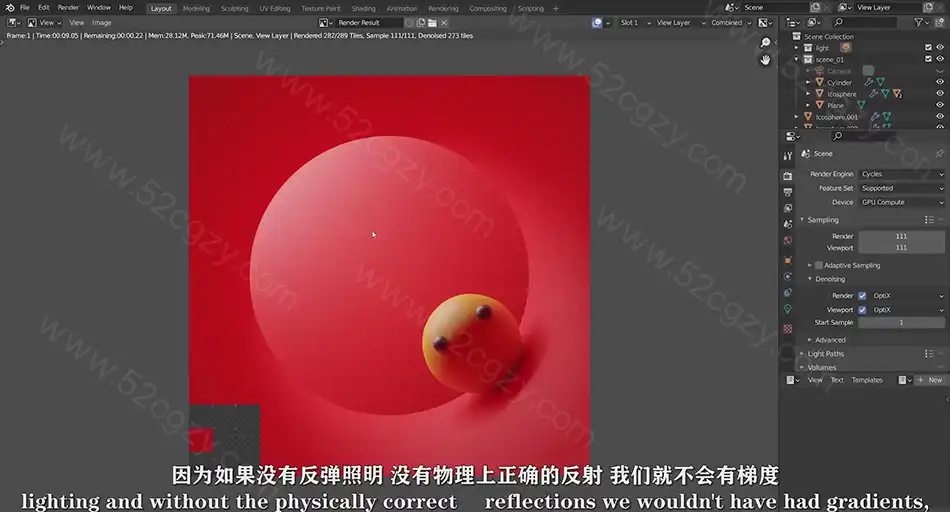 File Edit Render Window Help Layout Modeling Sculpting UV Editing Texture Paint Shading Animation Rendering Compositing Scripting + Scene View Layer
View View Image Render Result Slot 1 View Layer Combined
Frame:1 | Time:00:09.05 | Remaining:00:00.22 | Mem:28.12M, Peak:71.46M | Scene, View Layer | Rendered 282/289 Tiles, Sample 111/111, Denoised 273 tiles
Scene Collection
light
scene_01
Camera
Cylinder
Icosphere
Plane
Icosphere.001
Scene
Render Engine Cycles
Feature Set Supported
Device GPU Compute
Sampling
Render 111
Viewport 111
Adaptive Sampling
Denoising
Render OptiX
Viewport OptiX
Start Sample 1
Advanced
Light Paths
Volumes
View Text Templates + New
www.52cgzy.com
因为如果没有反弹照明 没有物理上正确的反射 我们就不会有梯度
lighting and without the physically correct reflections we wouldn't have had gradients,